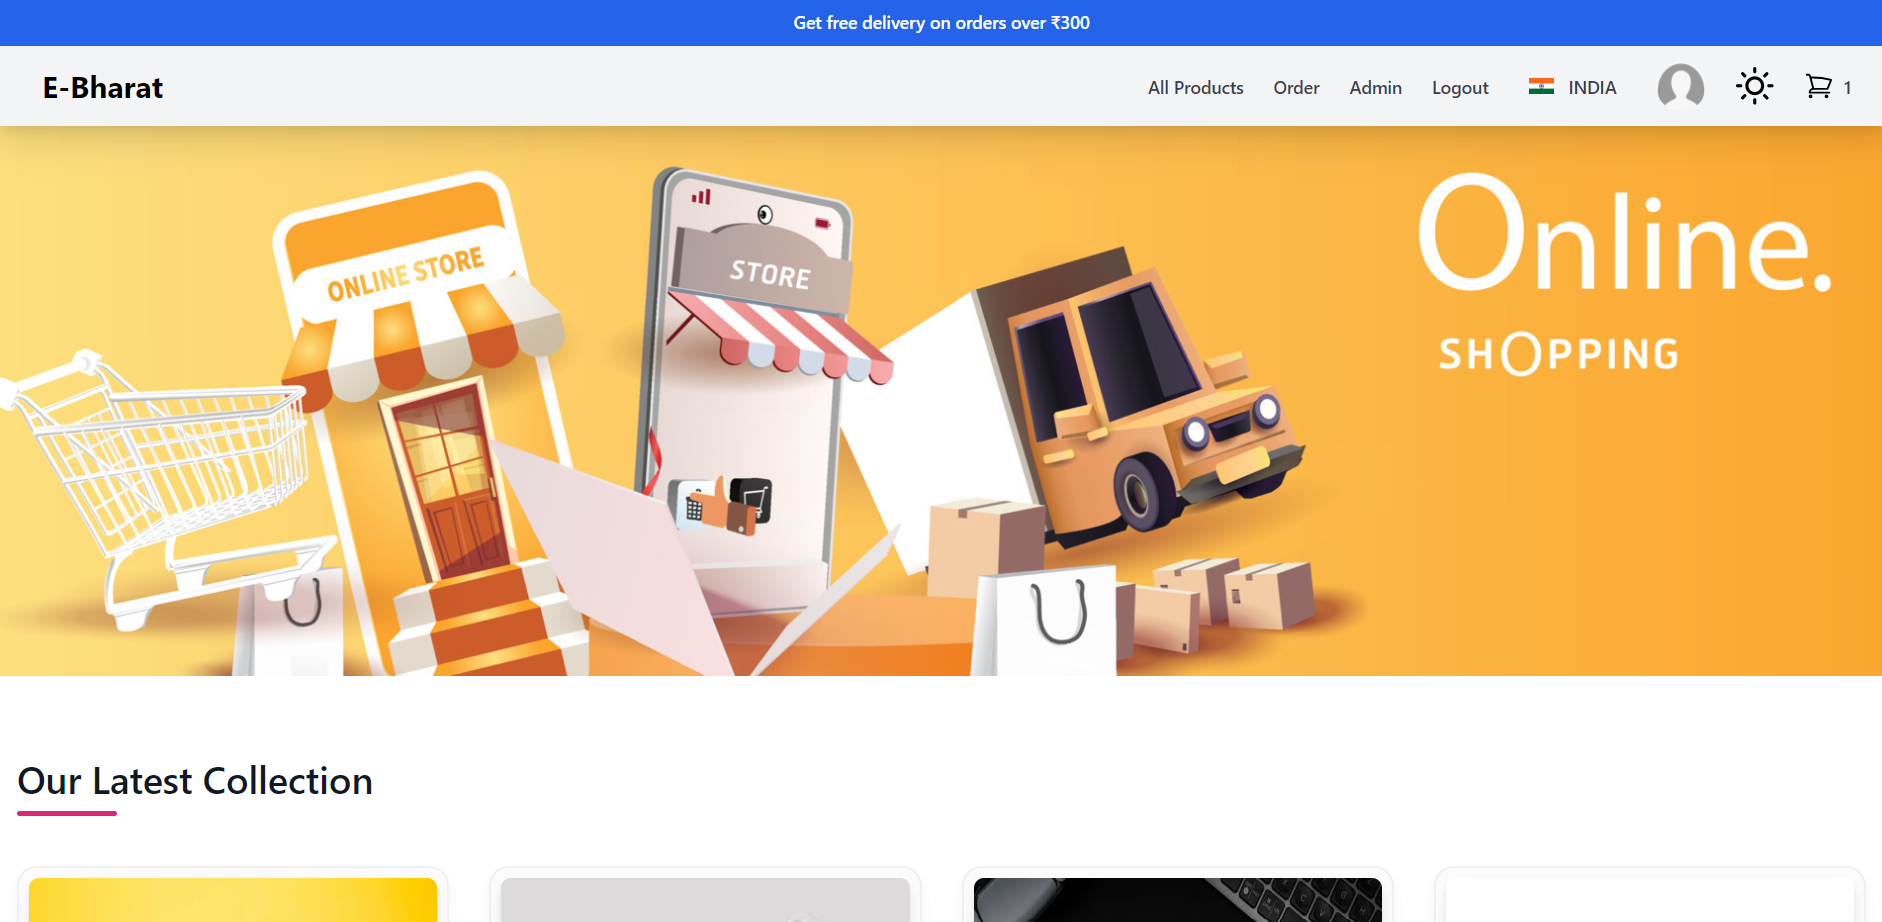 Get free delivery on orders over ₹300
E-Bharat
All Products
Order
Admin
Logout
INDIA
1
ONLINE STORE
STORE
Online.
SHOPPING
Our Latest Collection